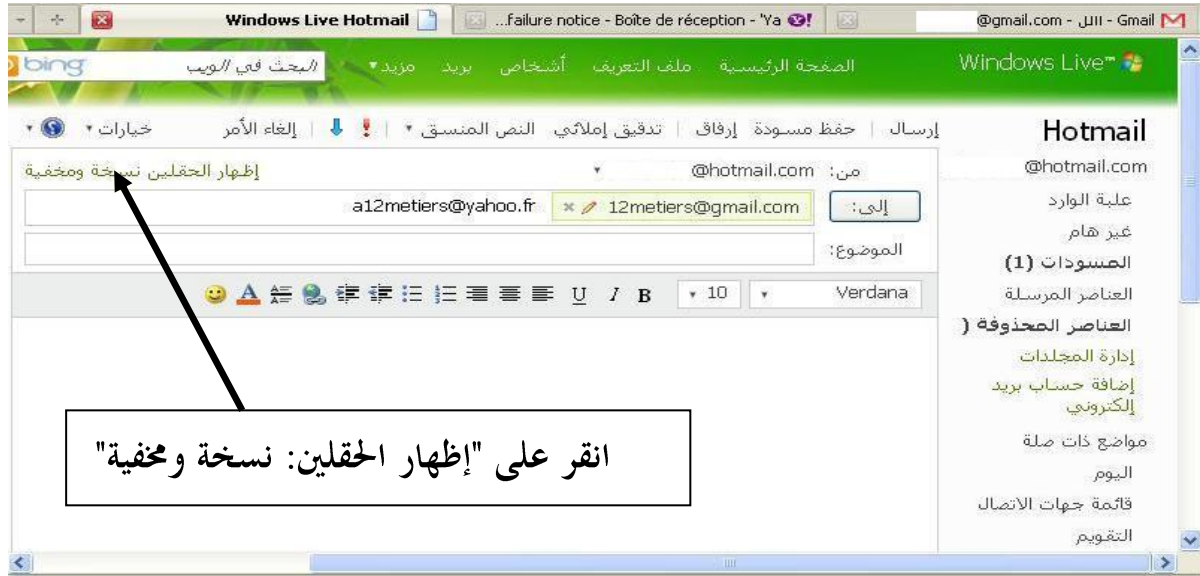 @gmail.com - الل - Gmail
failure notice - Boîte de réception - 'Ya...
Windows Live Hotmail
Windows Live™
الصفحة الرئيسية ملف التعريف أشخاص بريد مزيد
البحث في الويب
bing
Hotmail
إرسال | حفظ مسودة إرفاق | تدقيق إملائي النص المنسق | ! | إلغاء الأمر
خيارات
@hotmail.com
علبة الوارد
غير هام
المسودات (1)
العناصر المرسلة
العناصر المحذوفة (
إدارة المجلدات
إضافة حساب بريد
إلكتروني
مواضع ذات صلة
اليوم
قائمة جهات الاتصال
التقويم
من: @hotmail.com
إظهار الحقلين نسخة ومخفية
إلى: 12metiers@gmail.com a12metiers@yahoo.fr
الموضوع:
Verdana 10 B I U A
انقر على "إظهار الحقلين: نسخة ومخفية"